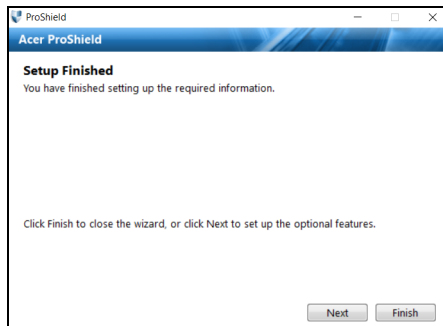 ProShield
Acer ProShield
Setup Finished
You have finished setting up the required information.
Click Finish to close the wizard, or click Next to set up the optional features.
Next
Finish